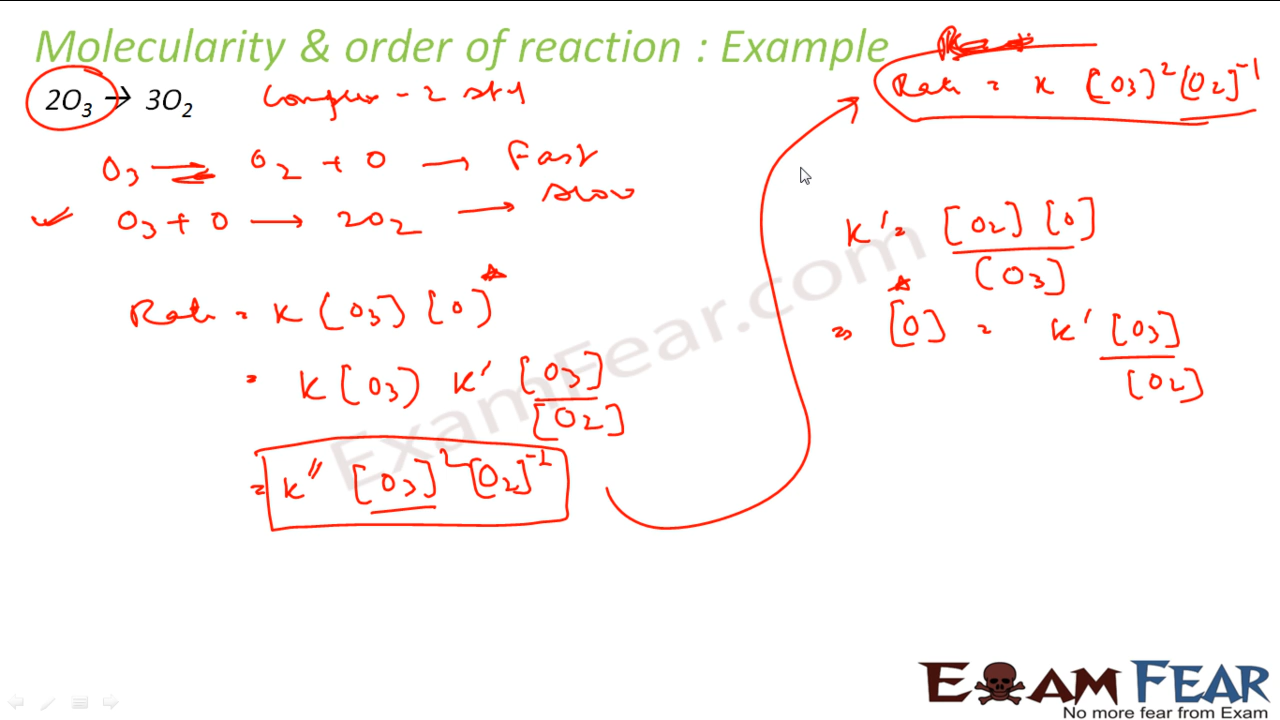 Molecularity & order of reaction : Example
2O₃ → 3O₂
Complex - 2 step
Rate = K [O₃]² [O₂]⁻¹
O₃ ⇌ O₂ + O → Fast
O₃ + O → 2O₂ → slow
K' = [O₂] [O] / [O₃]
Rate = K [O₃] [O]
⇒ [O] = K' [O₃] / [O₂]
= K [O₃] K' [O₃] / [O₂]
= K'' [O₃]² [O₂]⁻¹
ExamFear.com
EXAM FEAR
No more fear from Exam